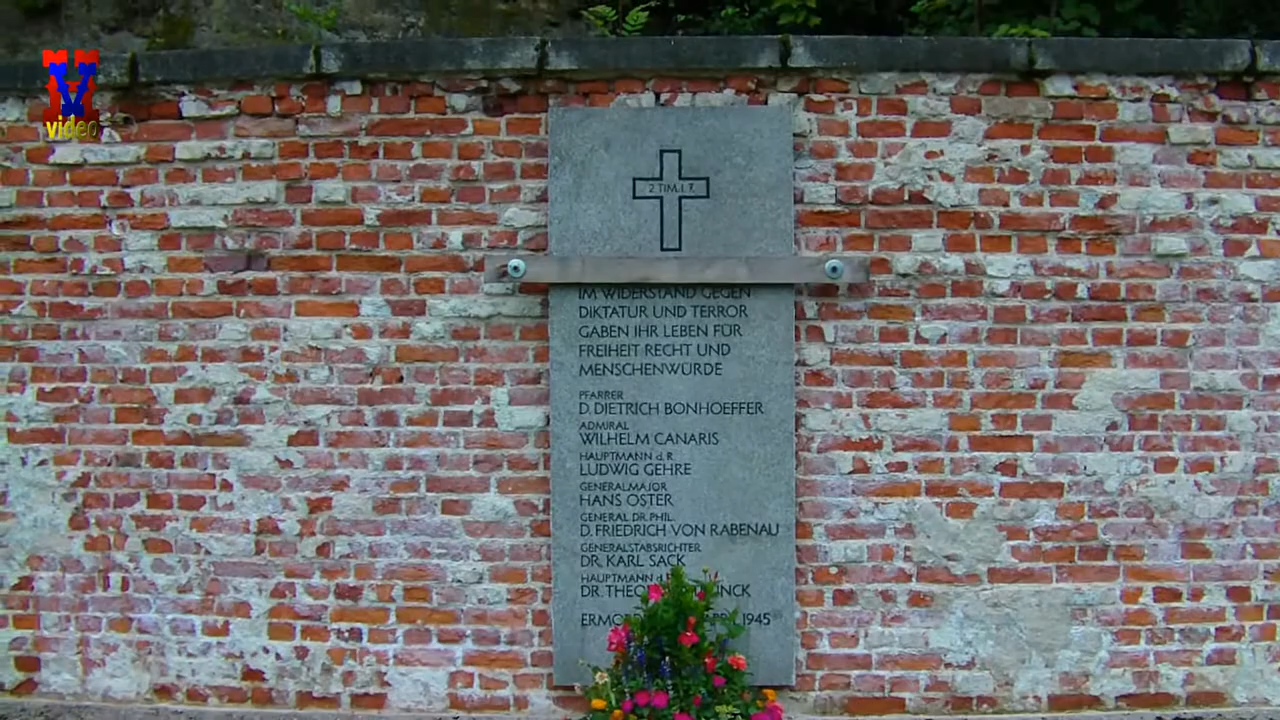 V
video
2.TIM.I.7.
IM WIDERSTAND GEGEN
DIKTATUR UND TERROR
GABEN IHR LEBEN FÜR
FREIHEIT RECHT UND
MENSCHENWÜRDE
PFARRER
D. DIETRICH BONHOEFFER
ADMIRAL
WILHELM CANARIS
HAUPTMANN d. R.
LUDWIG GEHRE
GENERALMAJOR
HANS OSTER
GENERAL DR. PHIL.
D. FRIEDRICH VON RABENAU
GENERALSTABSRICHTER
DR. KARL SACK
HAUPTMANN
DR.
1945